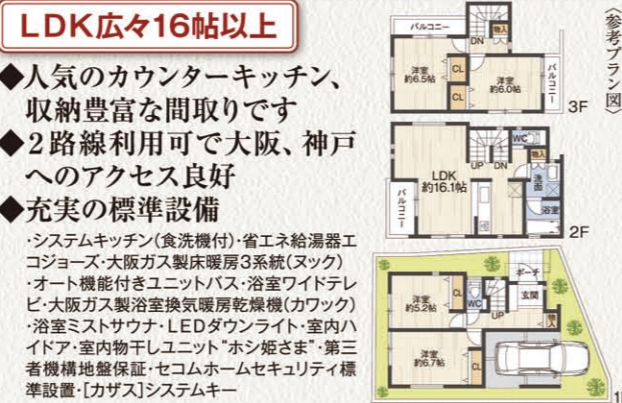 LDK広々16帖以上
◆人気のカウンターキッチン、
収納豊富な間取りです
◆2路線利用可で大阪、神戸
へのアクセス良好
◆充実の標準設備
・システムキッチン(食洗機付)・省エネ給湯器エ
コジョーズ・大阪ガス製床暖房3系統(ヌック)
・オート機能付きユニットバス・浴室ワイドテレ
ビ・大阪ガス製浴室換気暖房乾燥機(カワック)
・浴室ミストサウナ・LEDダウンライト・室内ハ
イドア・室内物干しユニット"ホシ姫さま"・第三
者機構地盤保証・セコムホームセキュリティ標
準設置・[カザス]システムキー
〈参考プラン図〉
バルコニー
物入
DN
洋室
約6.5帖
CL
CL
洋室
約6.0帖
バルコニー
3F
WC
物入
UP
DN
LDK
約16.1帖
洗面
バルコニー
浴室
2F
ポーチ
洋室
約5.2帖
CL
WC
玄関
UP
物入
洋室
約6.7帖
CL
1F